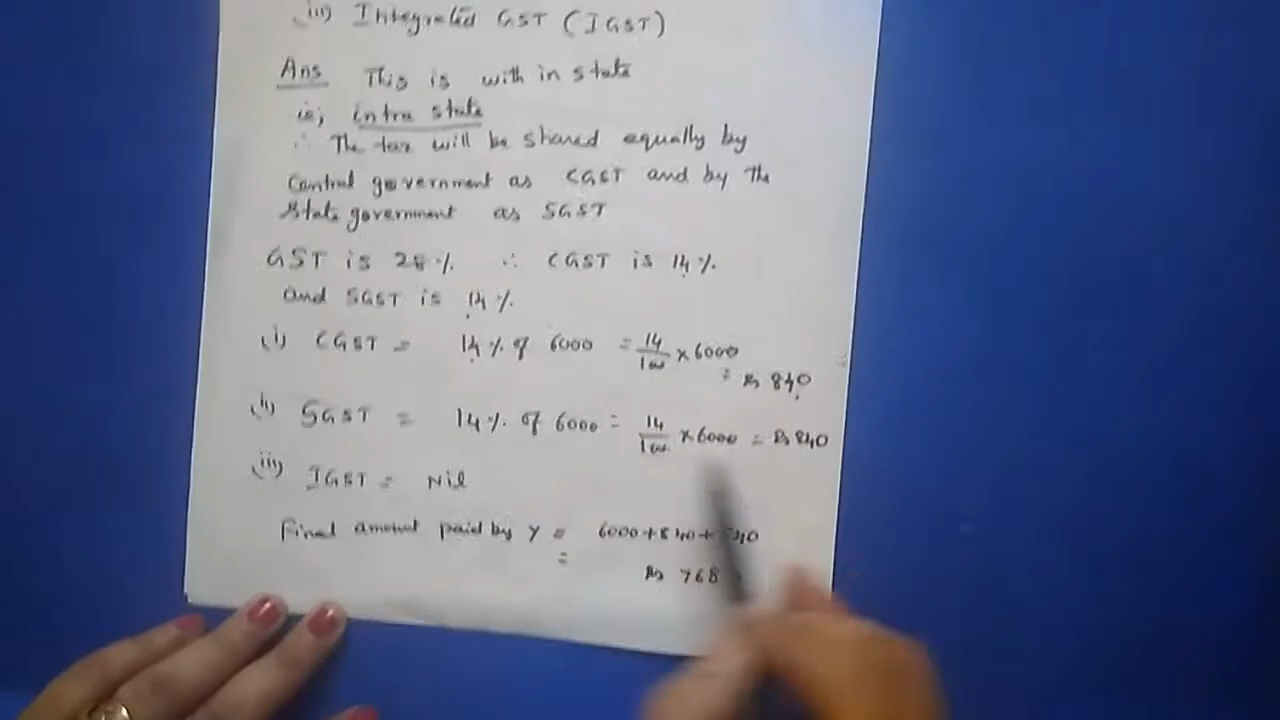 (iii) Integrated GST (IGST)
Ans This is with in state
ie; intra state
∴ The tax will be shared equally by
Central government as CGST and by the
State government as SGST
GST is 28% ∴ CGST is 14%
and SGST is 14%
(i) CGST = 14% of 6000 = 14/100 × 6000
= Rs 840
(ii) SGST = 14% of 6000 = 14/100 × 6000 = Rs 840
(iii) IGST = Nil
Final amount paid by Y = 6000+840+840
= Rs 768